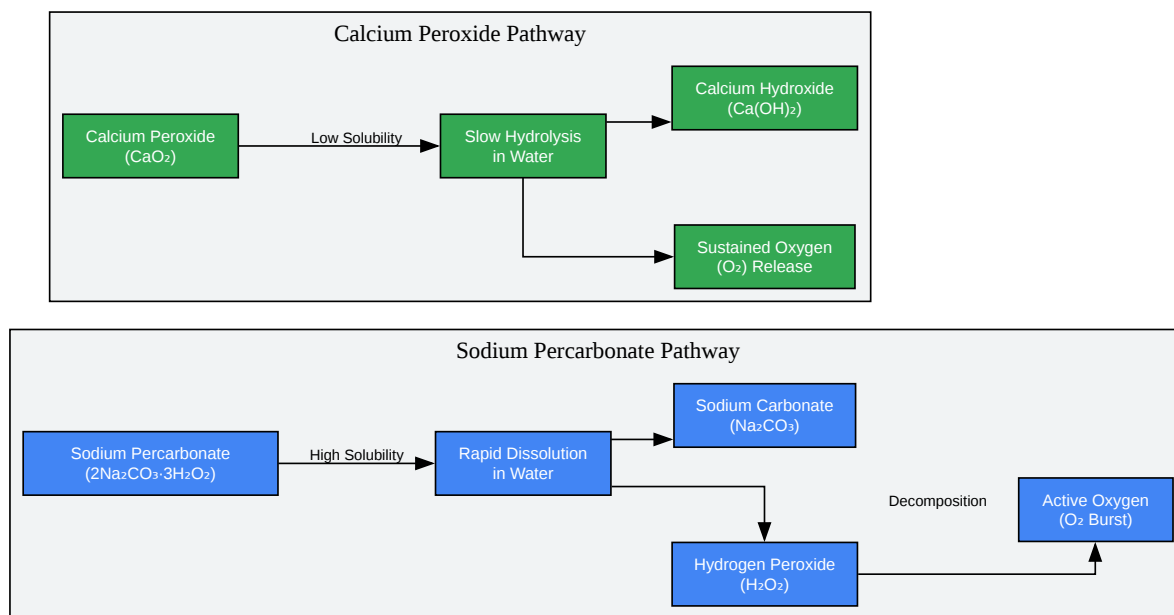 Calcium Peroxide Pathway
Calcium Peroxide
(CaO₂)
Low Solubility
Slow Hydrolysis
in Water
Calcium Hydroxide
(Ca(OH)₂)
Sustained Oxygen
(O₂) Release
Sodium Percarbonate Pathway
Sodium Percarbonate
(2Na₂CO₃·3H₂O₂)
High Solubility
Rapid Dissolution
in Water
Sodium Carbonate
(Na₂CO₃)
Hydrogen Peroxide
(H₂O₂)
Decomposition
Active Oxygen
(O₂ Burst)